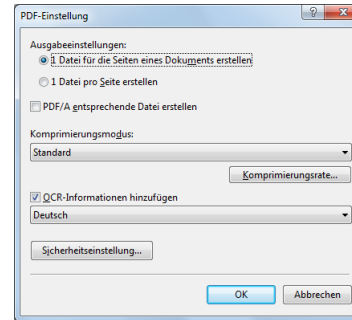 PDF-Einstellung
Ausgabeeinstellungen:
1 Datei für die Seiten eines Dokuments erstellen
1 Datei pro Seite erstellen
PDF/A entsprechende Datei erstellen
Komprimierungsmodus:
Standard
Komprimierungsrate...
OCR-Informationen hinzufügen
Deutsch
Sicherheitseinstellung...
OK Abbrechen